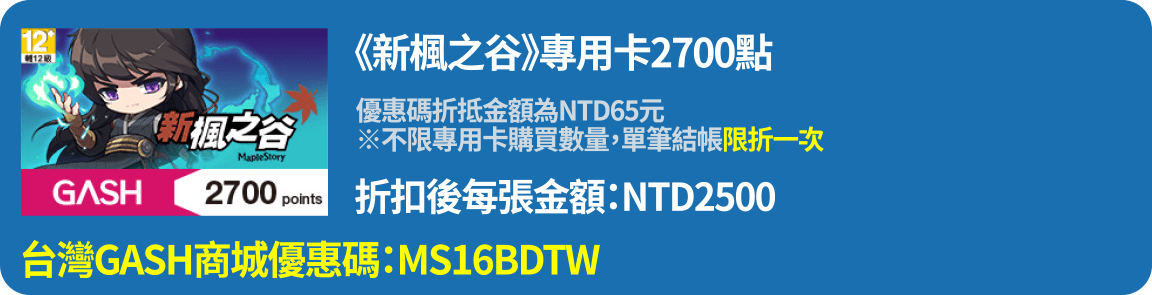 12+
輔12級
新楓之谷
MapleStory
GASH
2700 points
《新楓之谷》專用卡2700點
優惠碼折抵金額為NTD65元
※不限專用卡購買數量，單筆結帳限折一次
折扣後每張金額：NTD2500
台灣GASH商城優惠碼：MS16BDTW